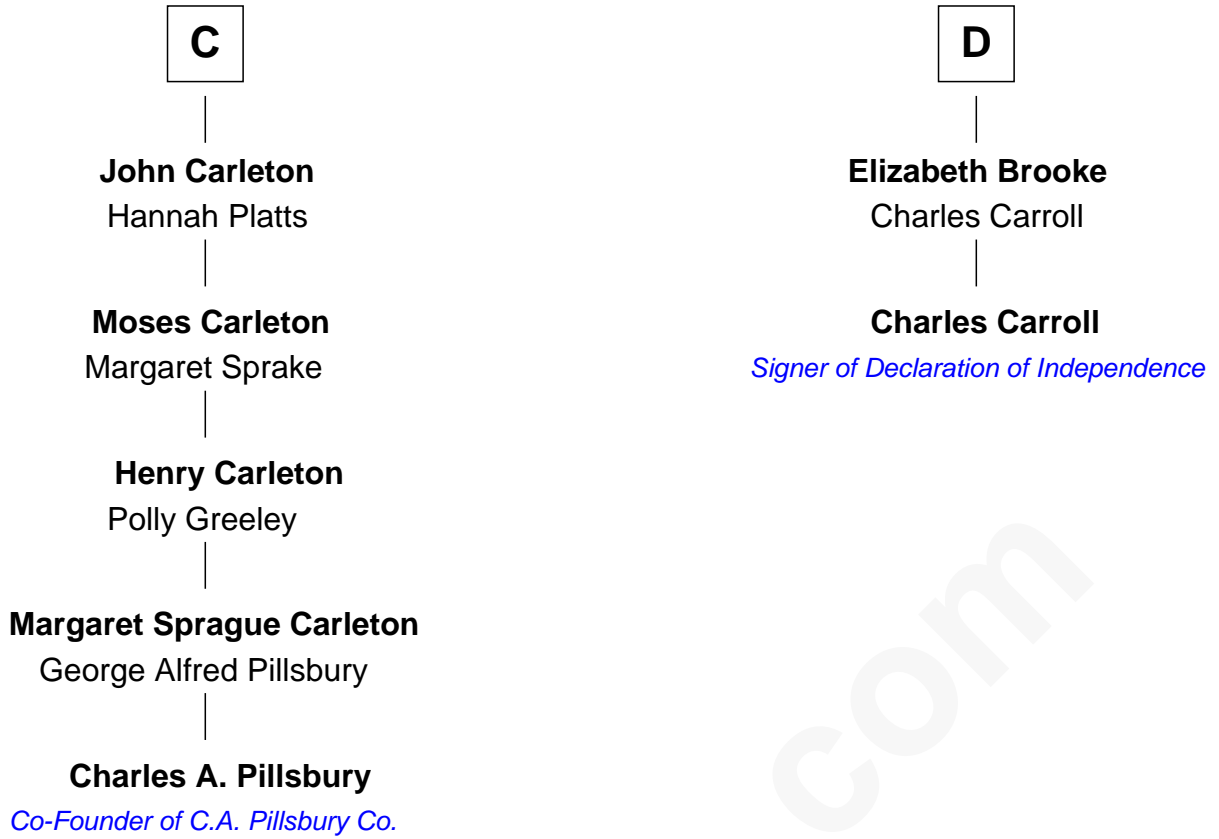 C
John Carleton
Hannah Platts
Moses Carleton
Margaret Sprake
Henry Carleton
Polly Greeley
Margaret Sprague Carleton
George Alfred Pillsbury
Charles A. Pillsbury
Co-Founder of C.A. Pillsbury Co.
D
Elizabeth Brooke
Charles Carroll
Charles Carroll
Signer of Declaration of Independence
com